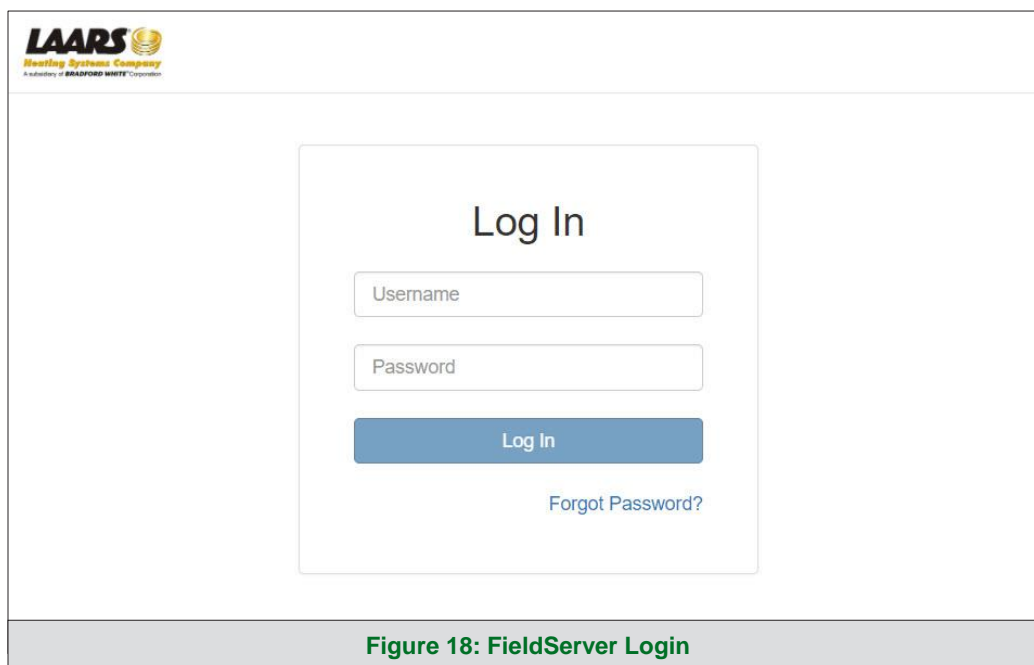 LAARS
Heating Systems Company
A subsidiary of BRADFORD WHITE Corporation
Log In
Username
Password
Log In
Forgot Password?
Figure 18: FieldServer Login